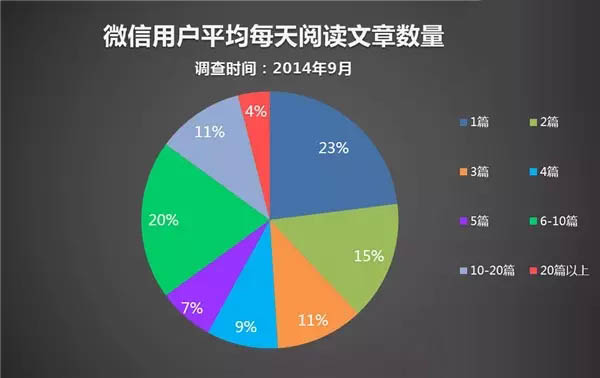 微信用户平均每天阅读文章数量
调查时间：2014年9月
4%
11%
23%
20%
15%
7%
9%
11%
1篇
2篇
3篇
4篇
5篇
6-10篇
10-20篇
20篇以上